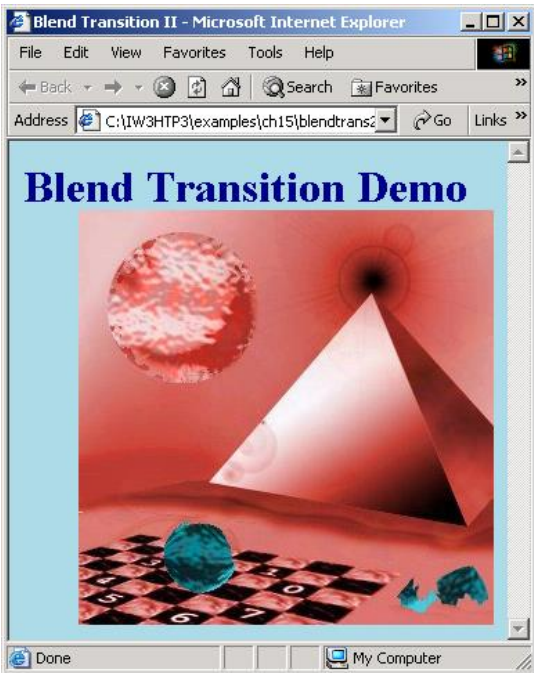 Blend Transition II - Microsoft Internet Explorer
File Edit View Favorites Tools Help
Back Search Favorites »
Address C:\IW3HTP3\examples\ch15\blendtrans2 Go Links »
Blend Transition Demo
Done My Computer